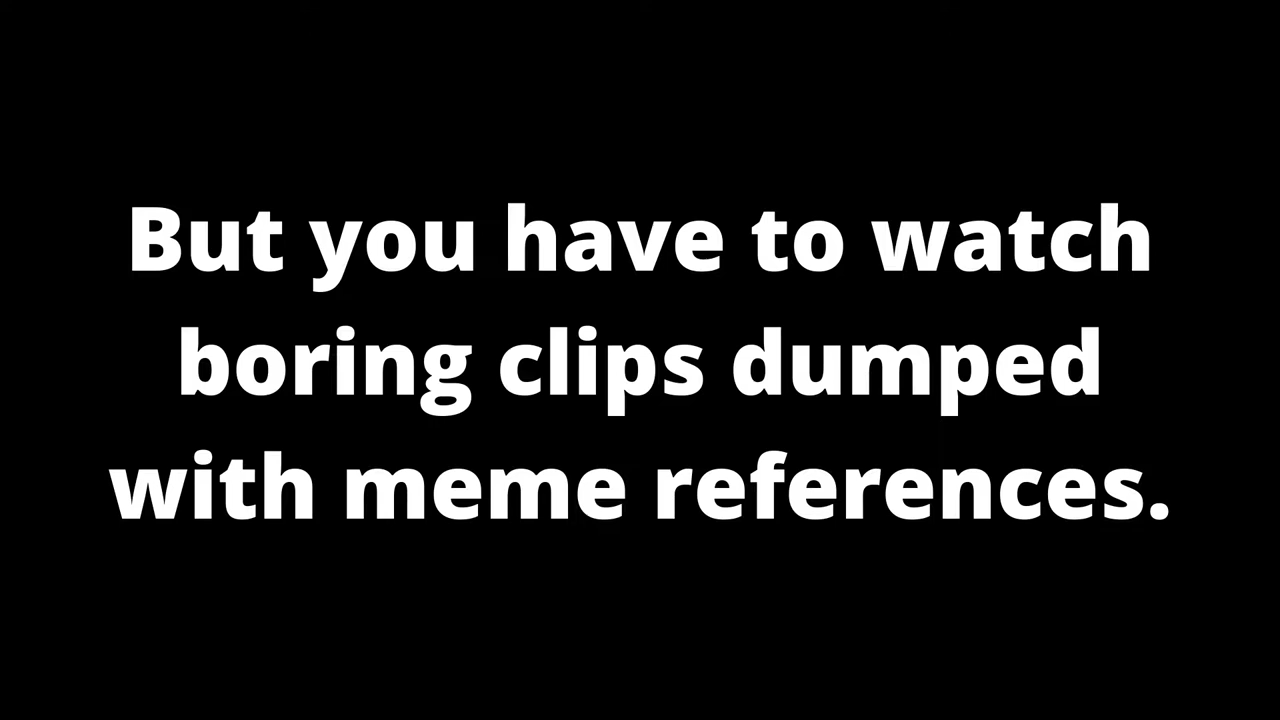 But you have to watch
boring clips dumped
with meme references.